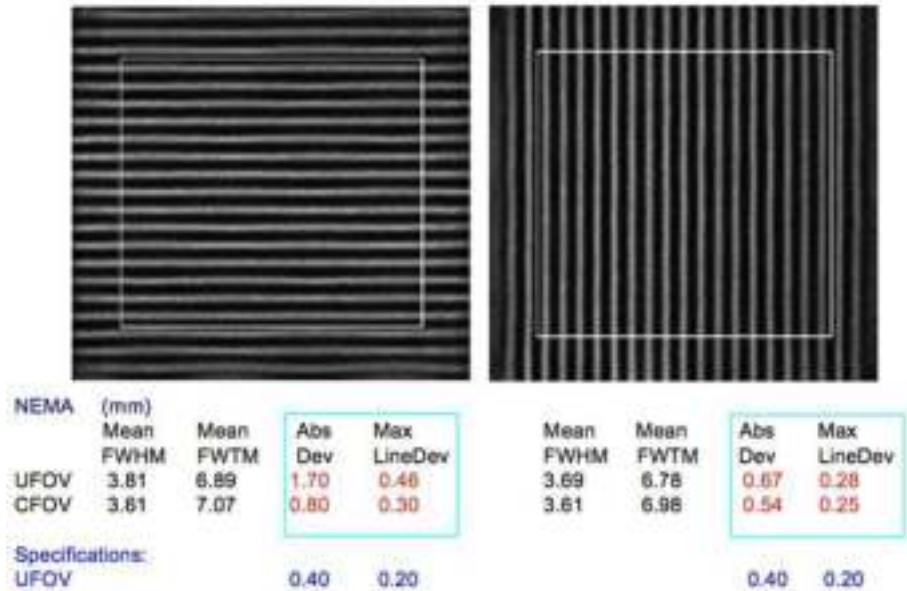 NEMA (mm)
Mean Mean Abs Max Mean Mean Abs Max
FWHM FWTM Dev LineDev FWHM FWTM Dev LineDev
UFOV 3.81 6.89 1.70 0.46 3.69 6.78 0.67 0.28
CFOV 3.61 7.07 0.80 0.30 3.61 6.98 0.54 0.25
Specifications:
UFOV 0.40 0.20 0.40 0.20